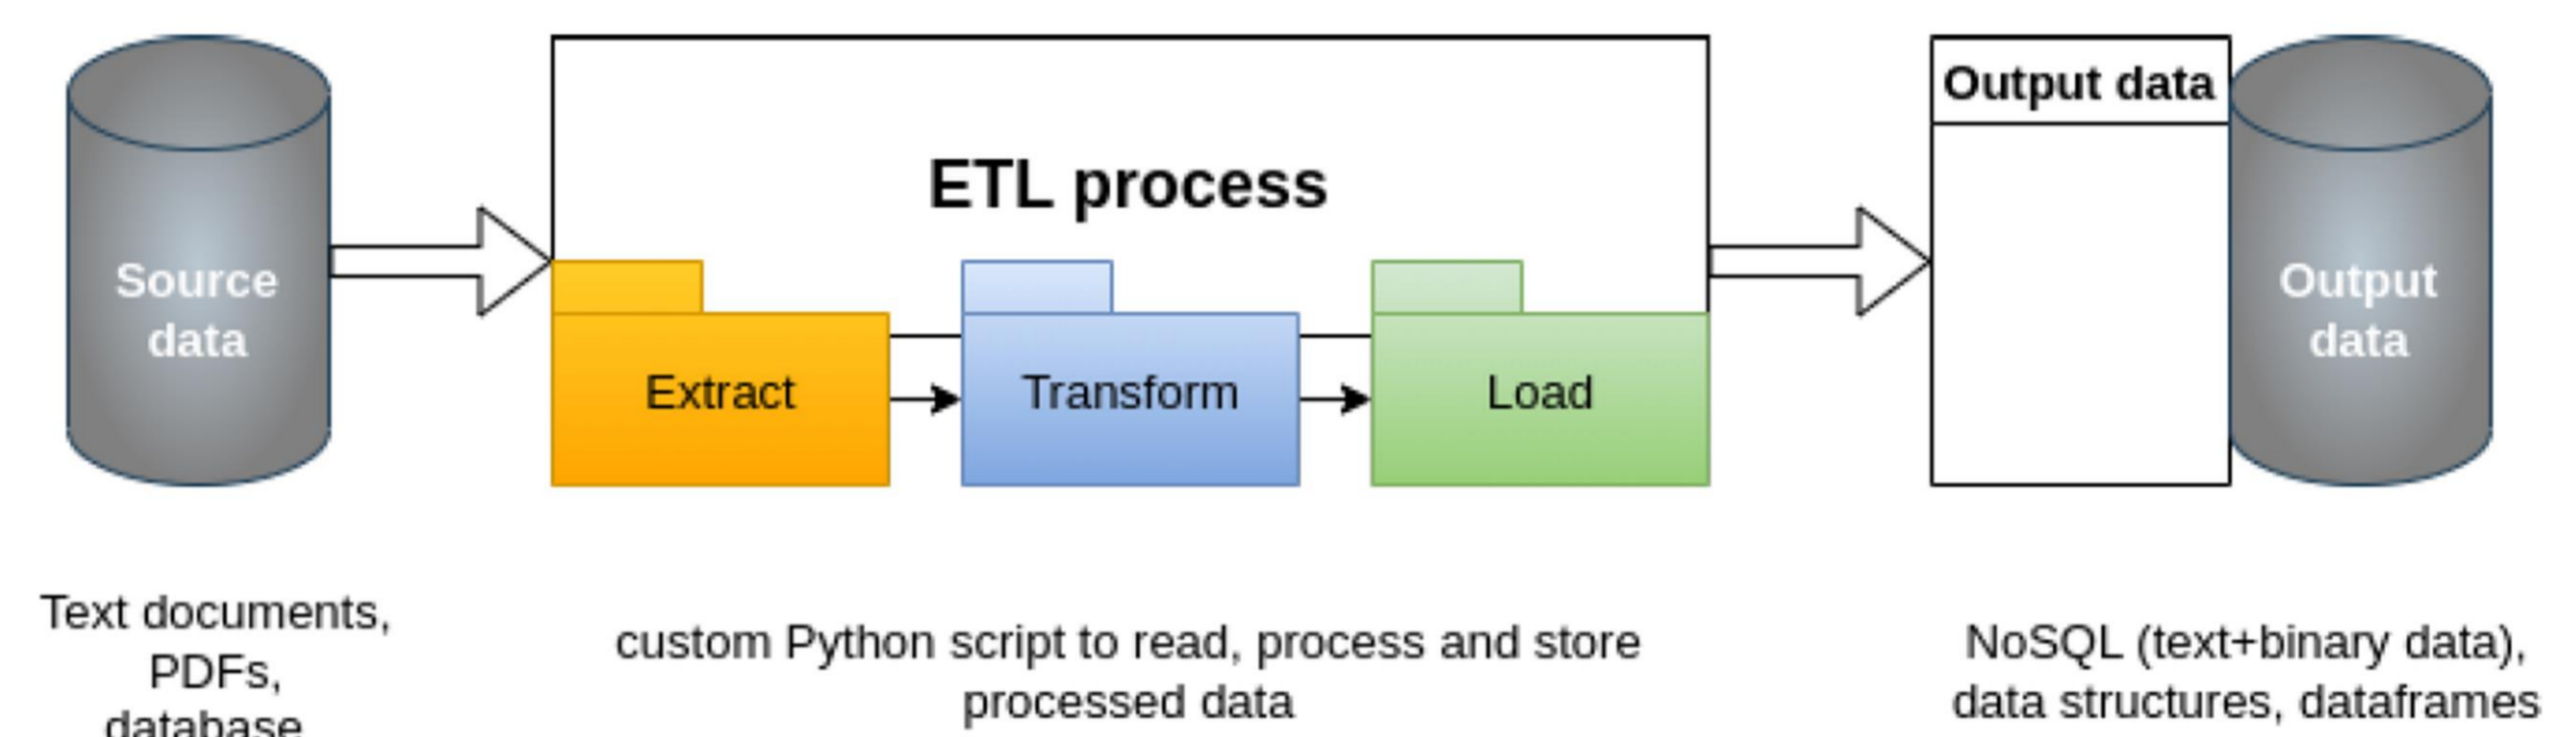 Source
data
ETL process
Extract
Transform
Load
Output data
Output
data
Text documents,
PDFs,
database
custom Python script to read, process and store
processed data
NoSQL (text+binary data),
data structures, dataframes